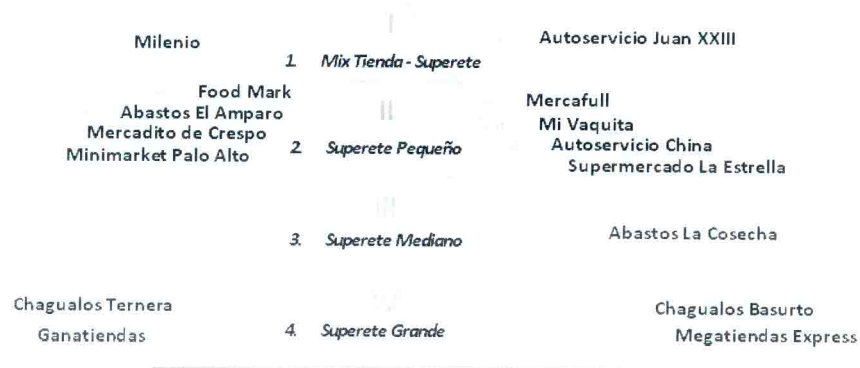 I
Milenio
Autoservicio Juan XXIII
1. Mix Tienda - Superete
Food Mark
Abastos El Amparo
Mercadito de Crespo
Minimarket Palo Alto
II
2. Superete Pequeño
Mercafull
Mi Vaquita
Autoservicio China
Supermercado La Estrella
III
3. Superete Mediano
Abastos La Cosecha
Chagualos Ternera
Ganatiendas
4. Superete Grande
Chagualos Basurto
Megatiendas Express